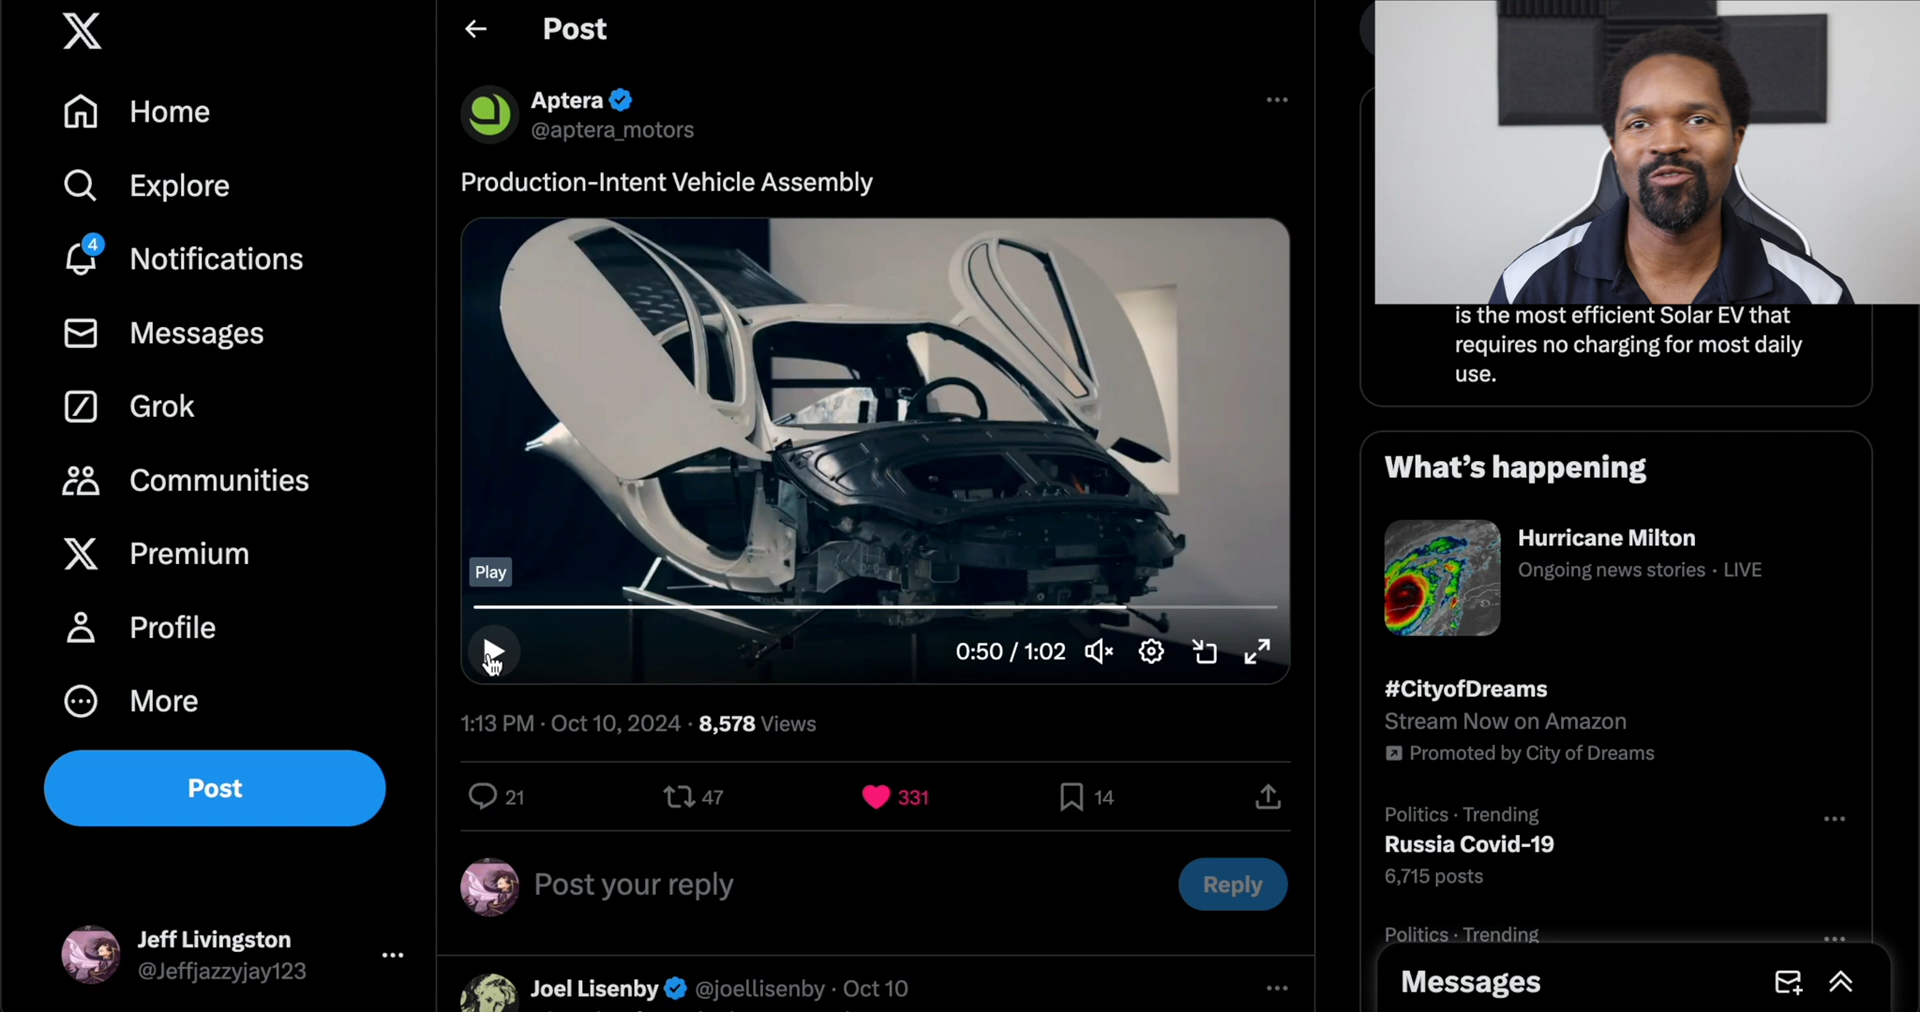 Home
Explore
4
Notifications
Messages
Grok
Communities
Premium
Profile
More
Post
Jeff Livingston
@Jeffjazzyjay123
Post
Aptera
@aptera_motors
Production-Intent Vehicle Assembly
Play
0:50 / 1:02
1:13 PM · Oct 10, 2024 · 8,578 Views
21
47
331
14
Post your reply
Reply
Joel Lisenby @joellisenby · Oct 10
is the most efficient Solar EV that
requires no charging for most daily
use.
What's happening
Hurricane Milton
Ongoing news stories · LIVE
#CityofDreams
Stream Now on Amazon
Promoted by City of Dreams
Politics · Trending
Russia Covid-19
6,715 posts
Politics · Trending
Messages